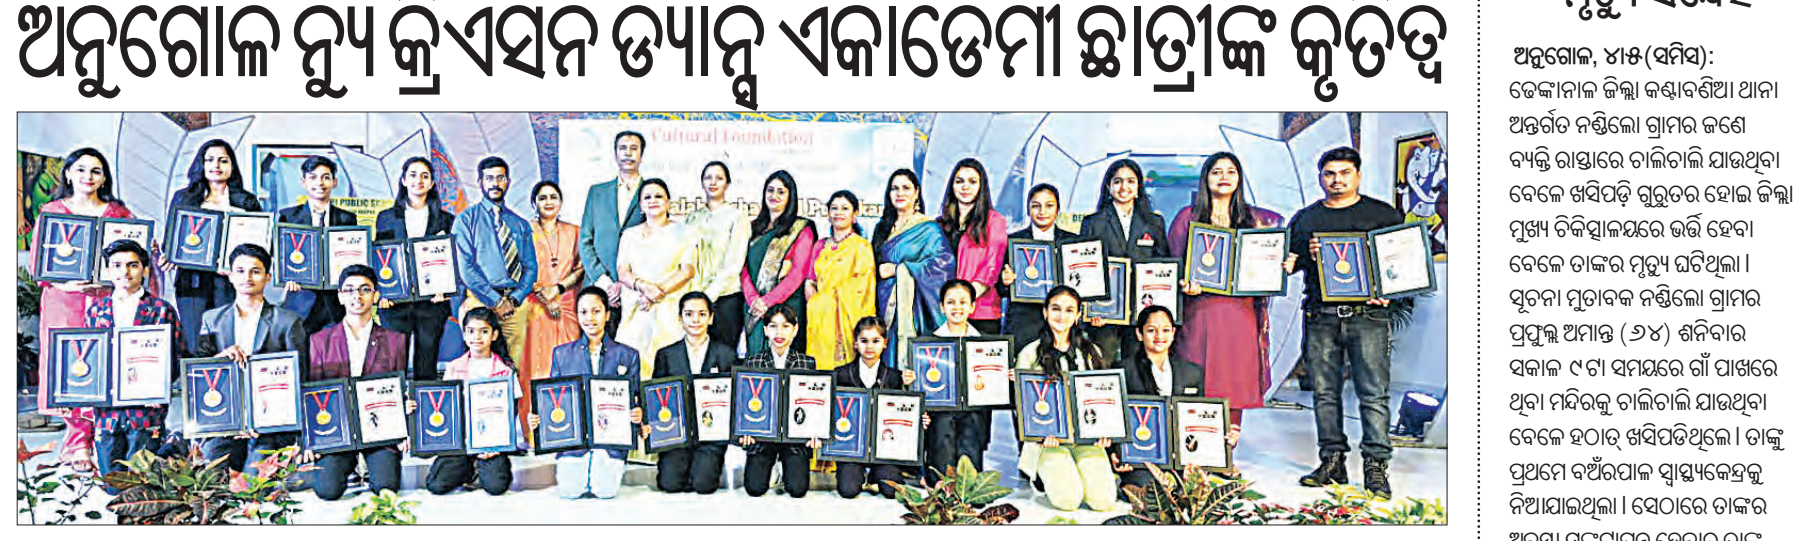 ଅନୁଗୋଳ ନ୍ୟୁ କ୍ରିଏସନ ଡ୍ୟାନ୍ସ ଏକାଡେମୀ ଛାତ୍ରୀଙ୍କ କୃତିତ୍ୱ
Cultural Foundation
PUBLIC SC
ଅନୁଗୋଳ, ୪।୫(ସମିସ):
ଢେଙ୍କାନାଳ ଜିଲ୍ଲା କଣ୍ଟାବଣିଆ ଥାନା
ଅନ୍ତର୍ଗତ ନଣ୍ଡିଲୋ ଗ୍ରାମର ଜଣେ
ବ୍ୟକ୍ତି ରାସ୍ତାରେ ଚାଲିଚାଲି ଯାଉଥିବା
ବେଳେ ଖସିପଡ଼ି ଗୁରୁତର ହୋଇ ଜିଲ୍ଲା
ମୁଖ୍ୟ ଚିକିତ୍ସାଳୟରେ ଭର୍ତ୍ତି ହେବା
ବେଳେ ତାଙ୍କର ମୃତ୍ୟୁ ଘଟିଥିଲା ।
ସୂଚନା ମୁତାବକ ନଣ୍ଡିଲୋ ଗ୍ରାମର
ପ୍ରଫୁଲ୍ଲ ଅମାନ୍ତ (୬୪) ଶନିବାର
ସକାଳ ୯ଟା ସମୟରେ ଗାଁ ପାଖରେ
ଥିବା ମନ୍ଦିରକୁ ଚାଲିଚାଲି ଯାଉଥିବା
ବେଳେ ହଠାତ୍ ଖସିପଡିଥିଲେ । ତାଙ୍କୁ
ପ୍ରଥମେ ବଅଁରପାଳ ସ୍ୱାସ୍ଥ୍ୟକେନ୍ଦ୍ରକୁ
ନିଆଯାଇଥିଲା । ସେଠାରେ ତାଙ୍କର